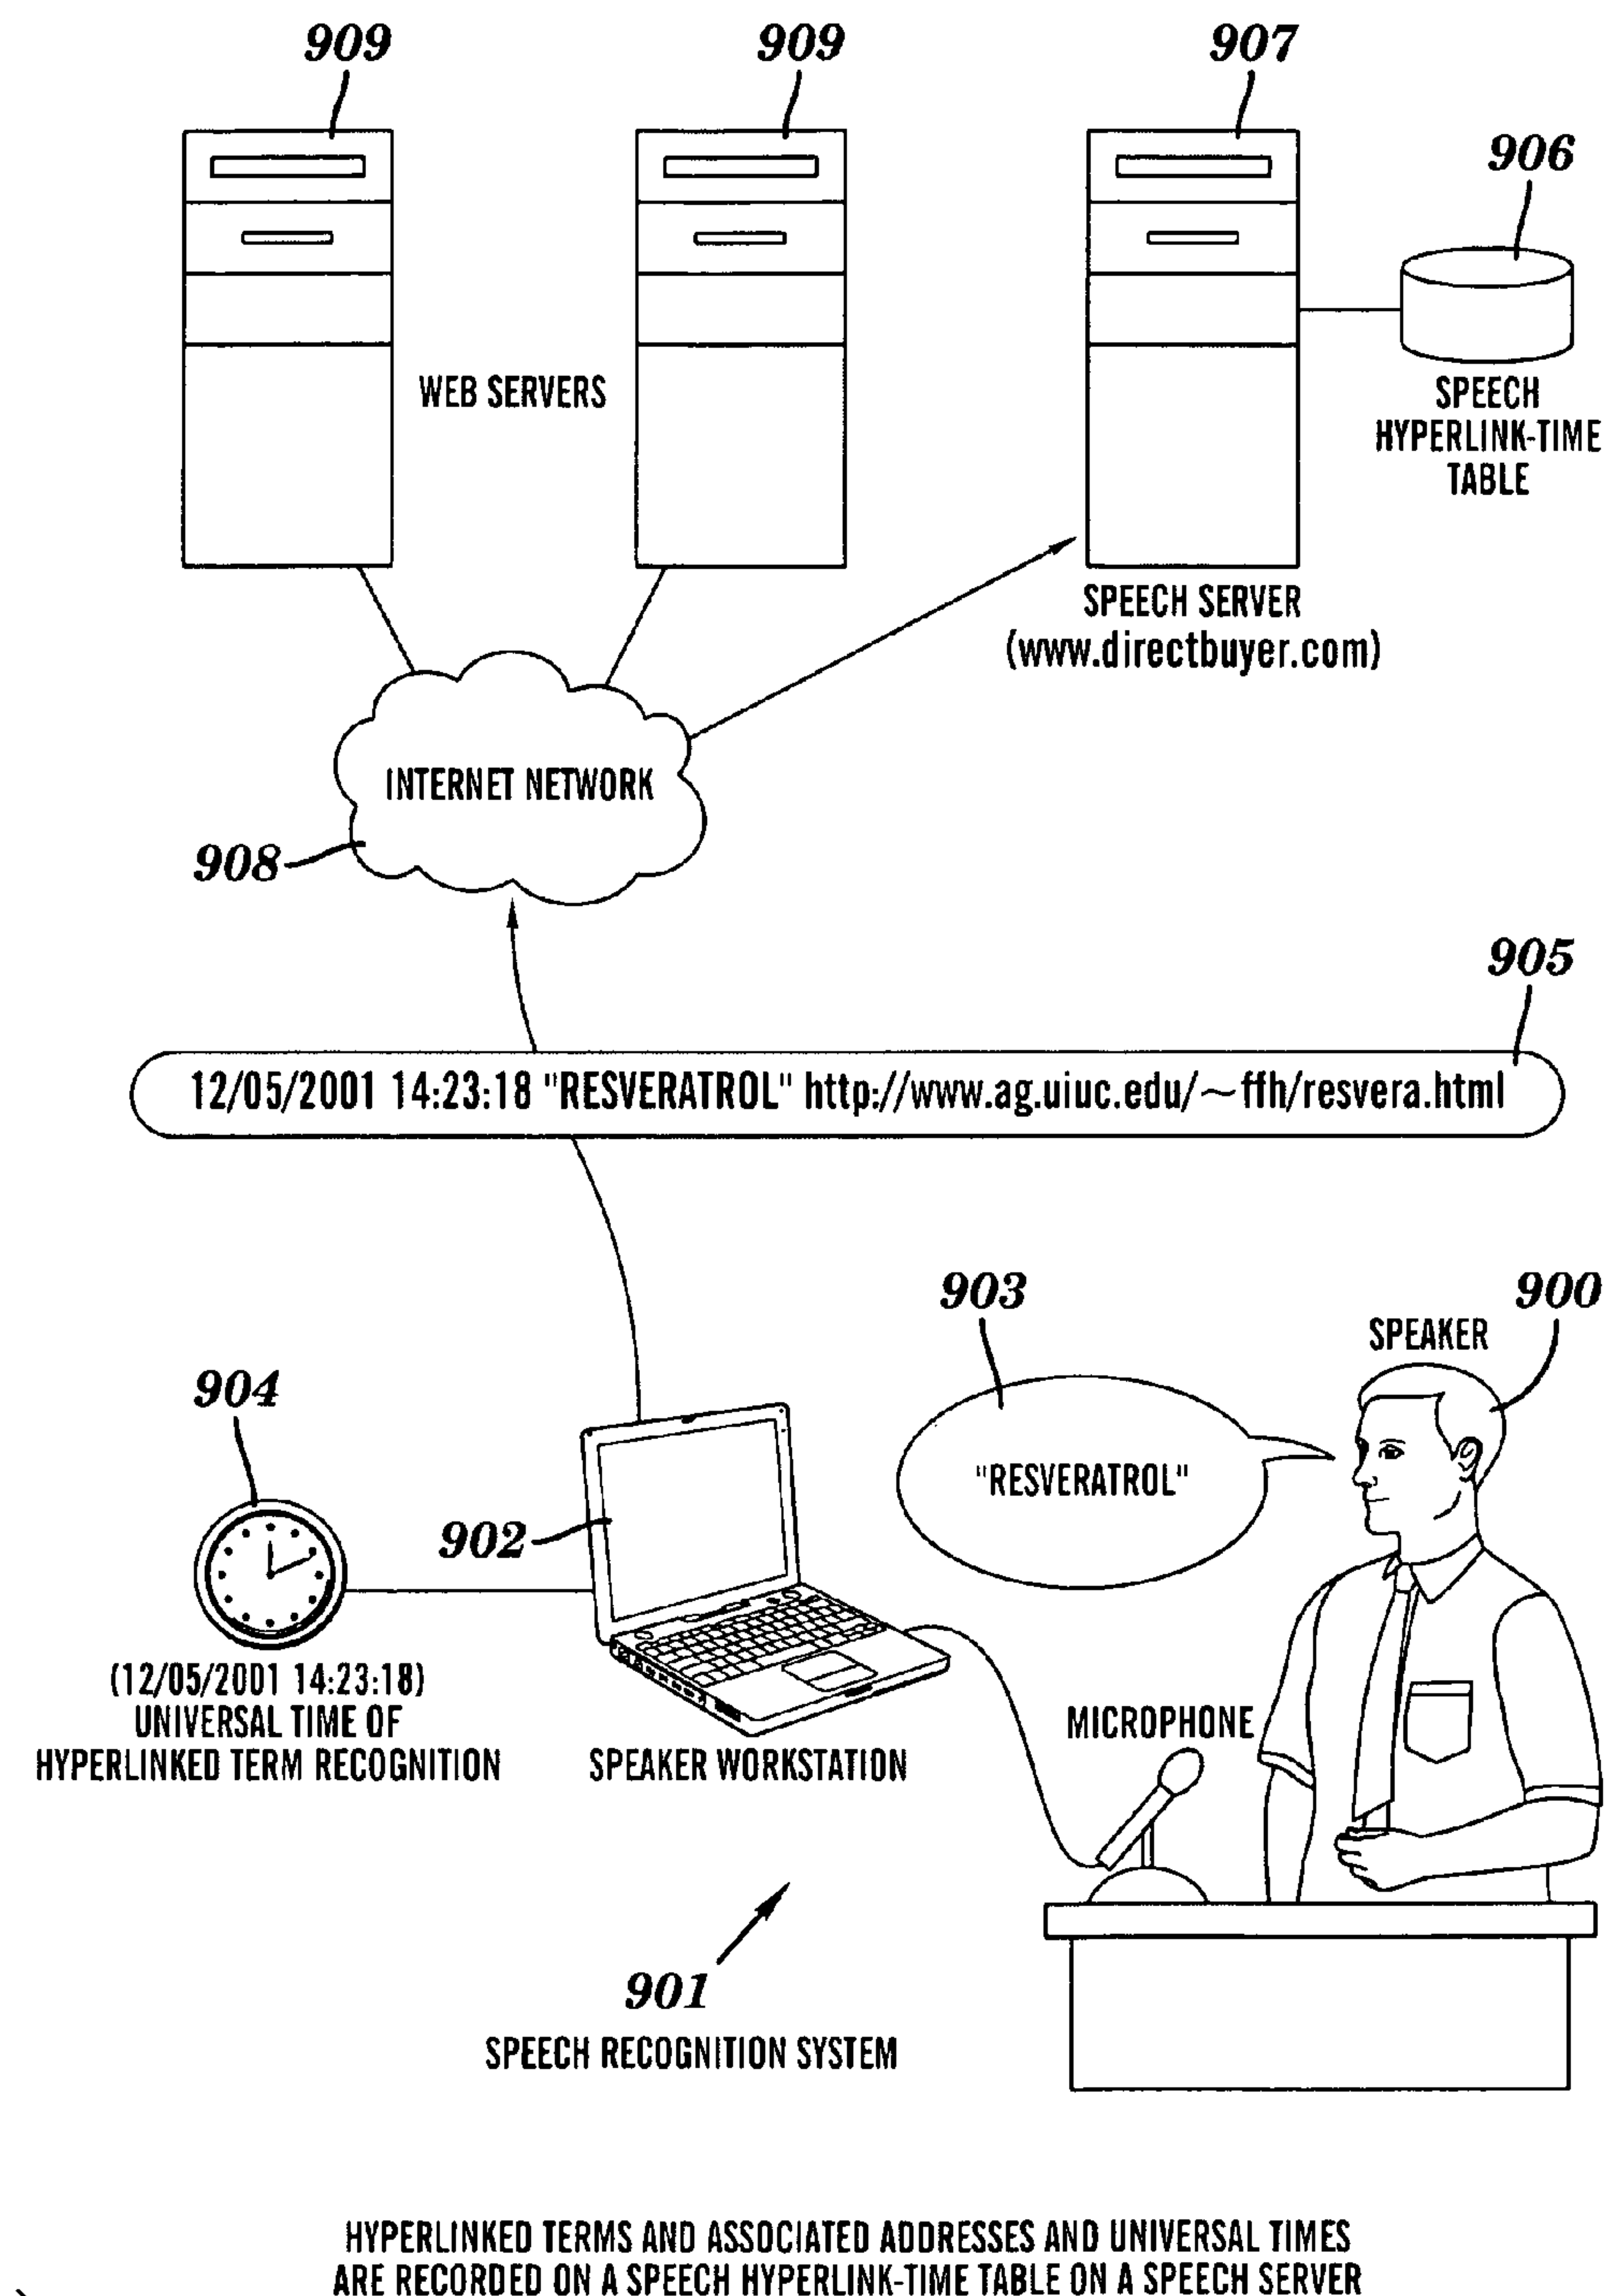 909
909
907
906
WEB SERVERS
SPEECH
HYPERLINK-TIME
TABLE
SPEECH SERVER
(www.directbuyer.com)
INTERNET NETWORK
908
905
12/05/2001 14:23:18 "RESVERATROL" http://www.ag.uiuc.edu/~ffh/resvera.html
903
900
SPEAKER
904
"RESVERATROL"
902
(12/05/2001 14:23:18)
UNIVERSAL TIME OF
HYPERLINKED TERM RECOGNITION
SPEAKER WORKSTATION
MICROPHONE
901
SPEECH RECOGNITION SYSTEM
HYPERLINKED TERMS AND ASSOCIATED ADDRESSES AND UNIVERSAL TIMES
ARE RECORDED ON A SPEECH HYPERLINK-TIME TABLE ON A SPEECH SERVER